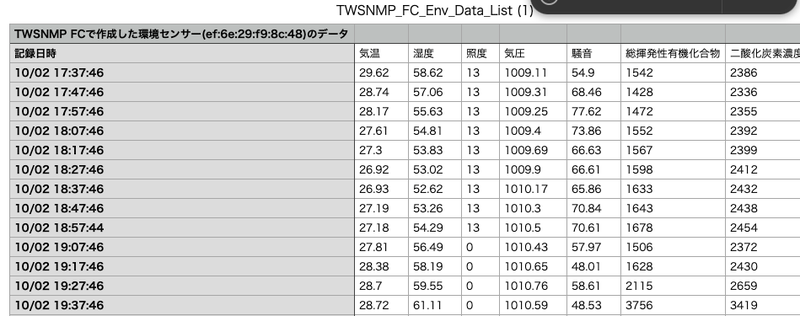 TWSNMP_FC_Env_Data_List (1)
TWSNMP FCで作成した環境センサー(ef:6e:29:f9:8c:48)のデータ
記録日時 気温 湿度 照度 気圧 騒音 総揮発性有機化合物 二酸化炭素濃度
10/02 17:37:46 29.62 58.62 13 1009.11 54.9 1542 2386
10/02 17:47:46 28.74 57.06 13 1009.31 68.46 1428 2336
10/02 17:57:46 28.17 55.63 13 1009.25 77.62 1472 2355
10/02 18:07:46 27.61 54.81 13 1009.4 73.86 1552 2392
10/02 18:17:46 27.3 53.83 13 1009.69 66.63 1567 2399
10/02 18:27:46 26.92 53.02 13 1009.9 66.61 1598 2412
10/02 18:37:46 26.93 52.62 13 1010.17 65.86 1633 2432
10/02 18:47:46 27.19 53.26 13 1010.3 70.84 1643 2438
10/02 18:57:44 27.18 54.29 13 1010.5 70.61 1678 2454
10/02 19:07:46 27.81 56.49 0 1010.43 57.97 1506 2372
10/02 19:17:46 28.38 58.19 0 1010.65 48.01 1628 2430
10/02 19:27:46 28.7 59.55 0 1010.76 58.61 2115 2659
10/02 19:37:46 28.72 61.11 0 1010.59 48.53 3756 3419